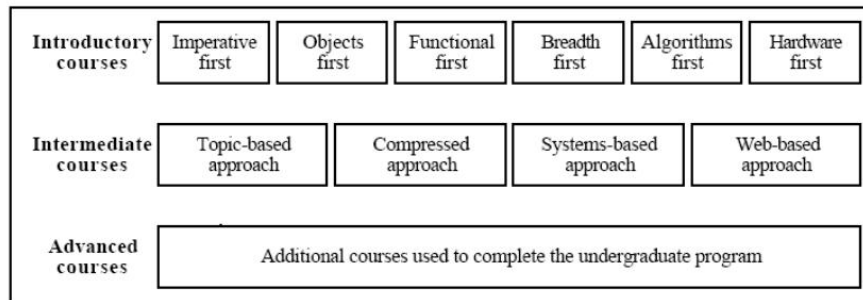 Introductory courses
Imperative first
Objects first
Functional first
Breadth first
Algorithms first
Hardware first
Intermediate courses
Topic-based approach
Compressed approach
Systems-based approach
Web-based approach
Advanced courses
Additional courses used to complete the undergraduate program